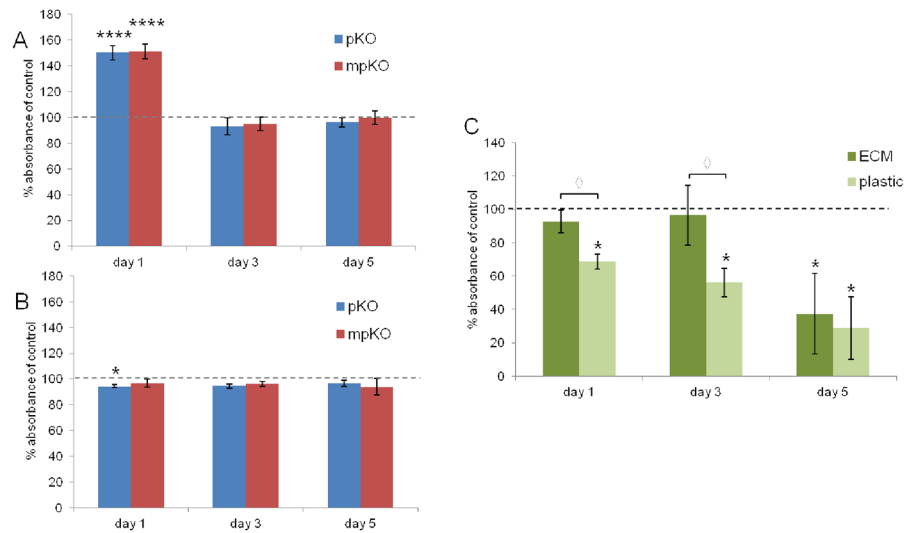 A
% absorbance of control
180
160
140
120
100
80
60
40
20
0
**** ****
pKO
mpKO
day 1 day 3 day 5
B
% absorbance of control
180
160
140
120
100
80
60
40
20
0
*
pKO
mpKO
day 1 day 3 day 5
C
% absorbance of control
140
120
100
80
60
40
20
0
◊ ◊
* * * *
ECM
plastic
day 1 day 3 day 5